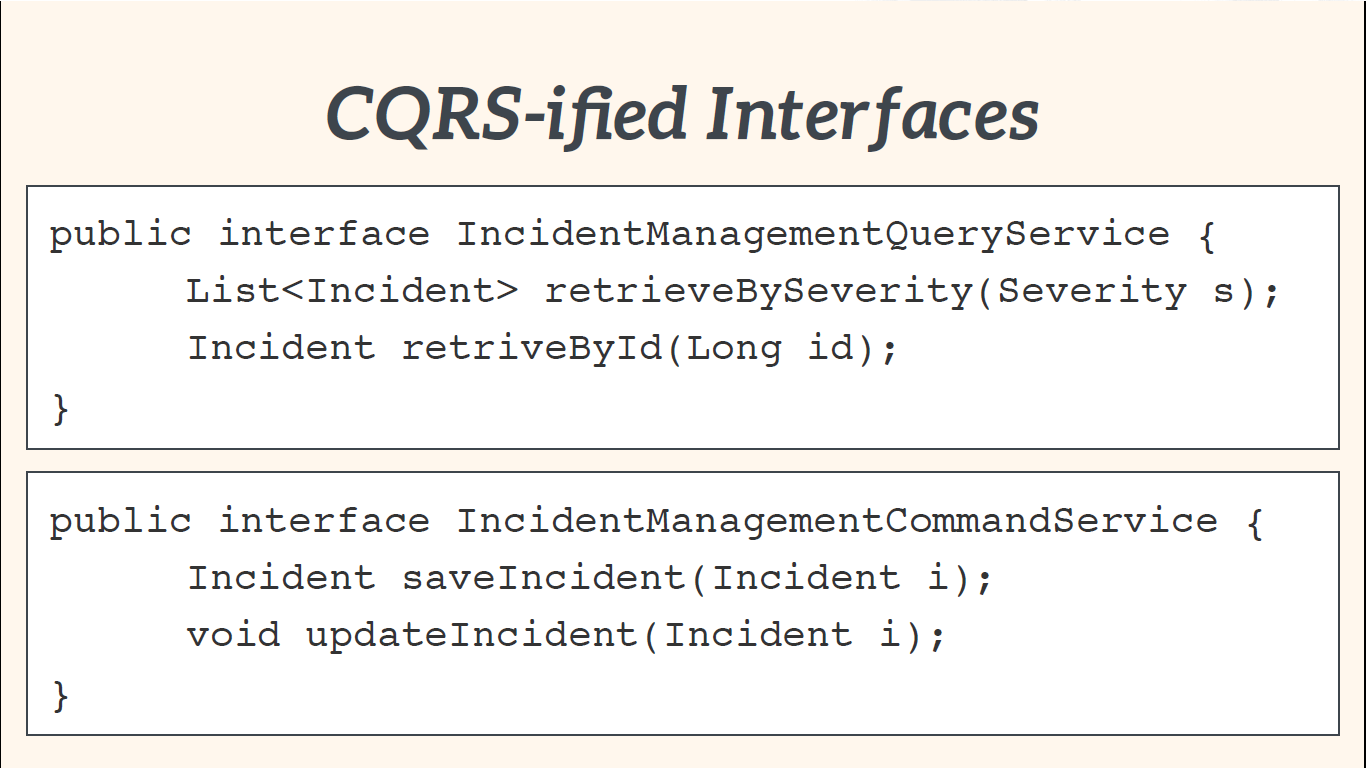 CQRS-ified Interfaces
public interface IncidentManagementQueryService {
List<Incident> retrieveBySeverity(Severity s);
Incident retriveById(Long id);
}
public interface IncidentManagementCommandService {
Incident saveIncident(Incident i);
void updateIncident(Incident i);
}